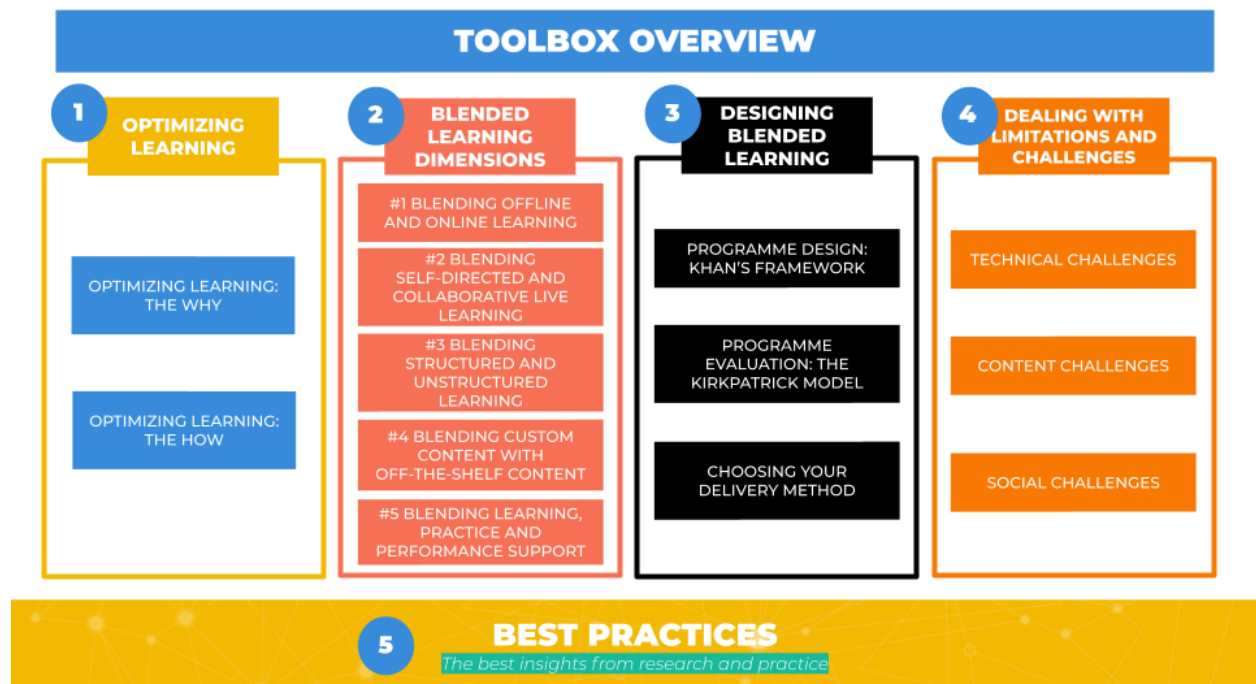 TOOLBOX OVERVIEW
1
OPTIMIZING
LEARNING
OPTIMIZING LEARNING:
THE WHY
OPTIMIZING LEARNING:
THE HOW
2
BLENDED
LEARNING
DIMENSIONS
#1 BLENDING OFFLINE
AND ONLINE LEARNING
#2 BLENDING
SELF-DIRECTED AND
COLLABORATIVE LIVE
LEARNING
#3 BLENDING
STRUCTURED AND
UNSTRUCTURED
LEARNING
#4 BLENDING CUSTOM
CONTENT WITH
OFF-THE-SHELF CONTENT
#5 BLENDING LEARNING,
PRACTICE AND
PERFORMANCE SUPPORT
3
DESIGNING
BLENDED
LEARNING
PROGRAMME DESIGN:
KHAN'S FRAMEWORK
PROGRAMME
EVALUATION: THE
KIRKPATRICK MODEL
CHOOSING YOUR
DELIVERY METHOD
4
DEALING WITH
LIMITATIONS AND
CHALLENGES
TECHNICAL CHALLENGES
CONTENT CHALLENGES
SOCIAL CHALLENGES
5
BEST PRACTICES
The best insights from research and practice